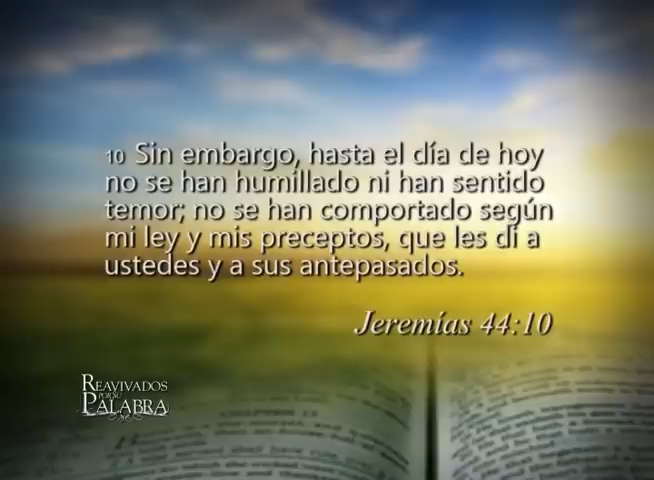 10 Sin embargo, hasta el día de hoy
no se han humillado ni han sentido
temor; no se han comportado según
mi ley y mis preceptos, que les di a
ustedes y a sus antepasados.
Jeremías 44:10
REAVIVADOS
POR SU
PALABRA